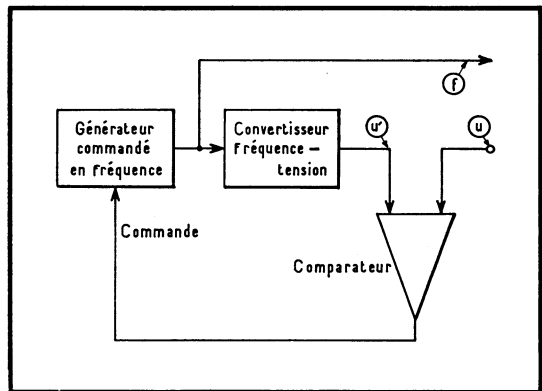 f
Générateur
commandé
en fréquence
Convertisseur
fréquence –
tension
u'
u
Commande
Comparateur